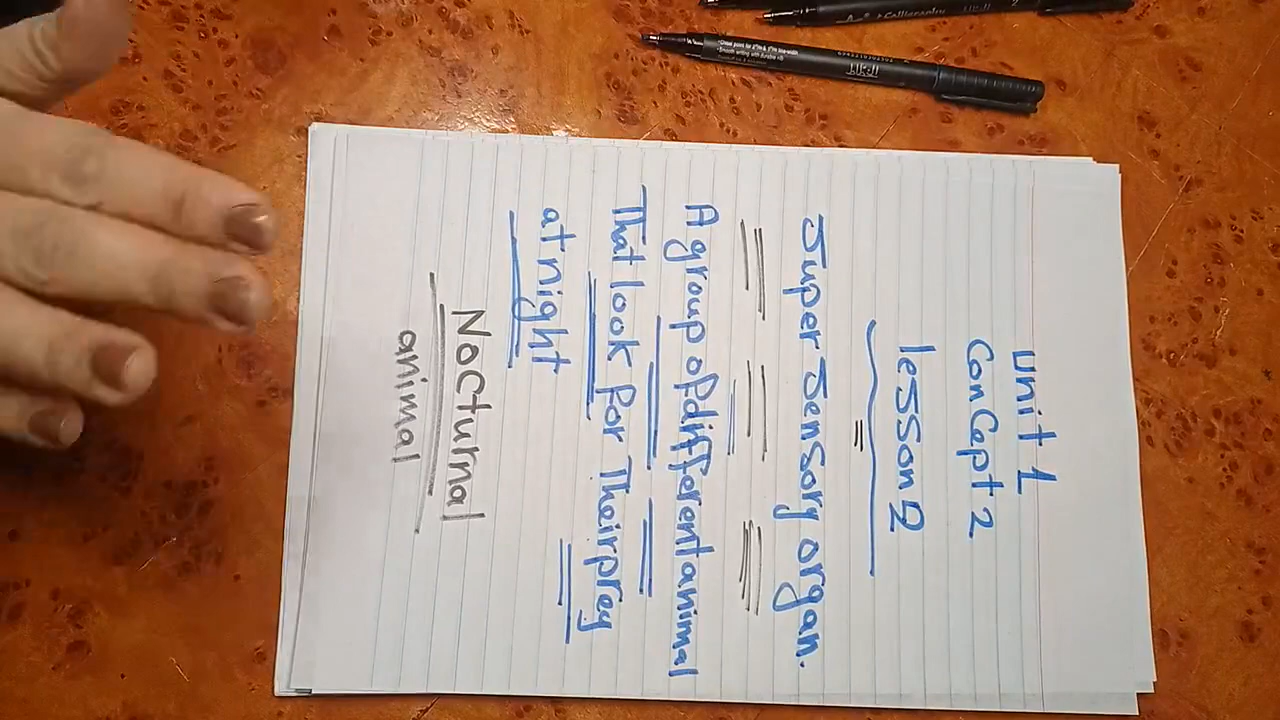 Unit 1
Concept 2
lesson 2
Super Sensory organ.
A group of different animal
That look for Their prey
at night
Nocturnal
animal